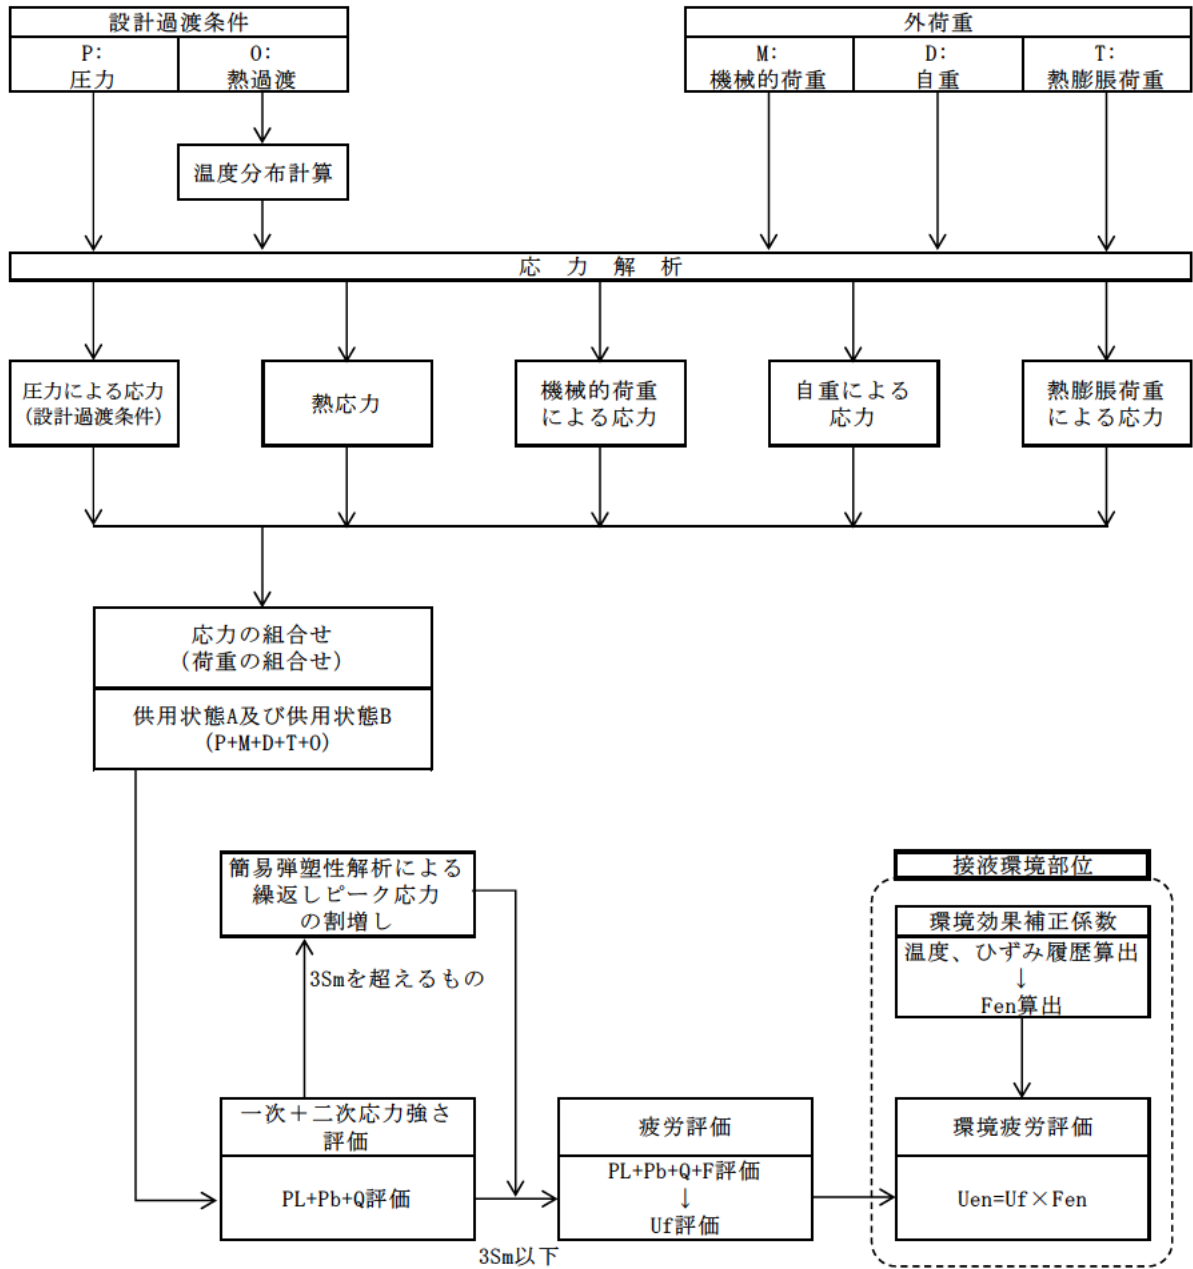 設計過渡条件
P:
圧力
O:
熱過渡
外荷重
M:
機械的荷重
D:
自重
T:
熱膨脹荷重
温度分布計算
応 力 解 析
圧力による応力
(設計過渡条件)
熱応力
機械的荷重
による応力
自重による
応力
熱膨脹荷重
による応力
応力の組合せ
(荷重の組合せ)
供用状態A及び供用状態B
(P+M+D+T+O)
簡易弾塑性解析による
繰返しピーク応力
の割増し
3Smを超えるもの
一次＋二次応力強さ
評価
PL+Pb+Q評価
3Sm以下
疲労評価
PL+Pb+Q+F評価
↓
Uf評価
接液環境部位
環境効果補正係数
温度、ひずみ履歴算出
↓
Fen算出
環境疲労評価
Uen=Uf×Fen